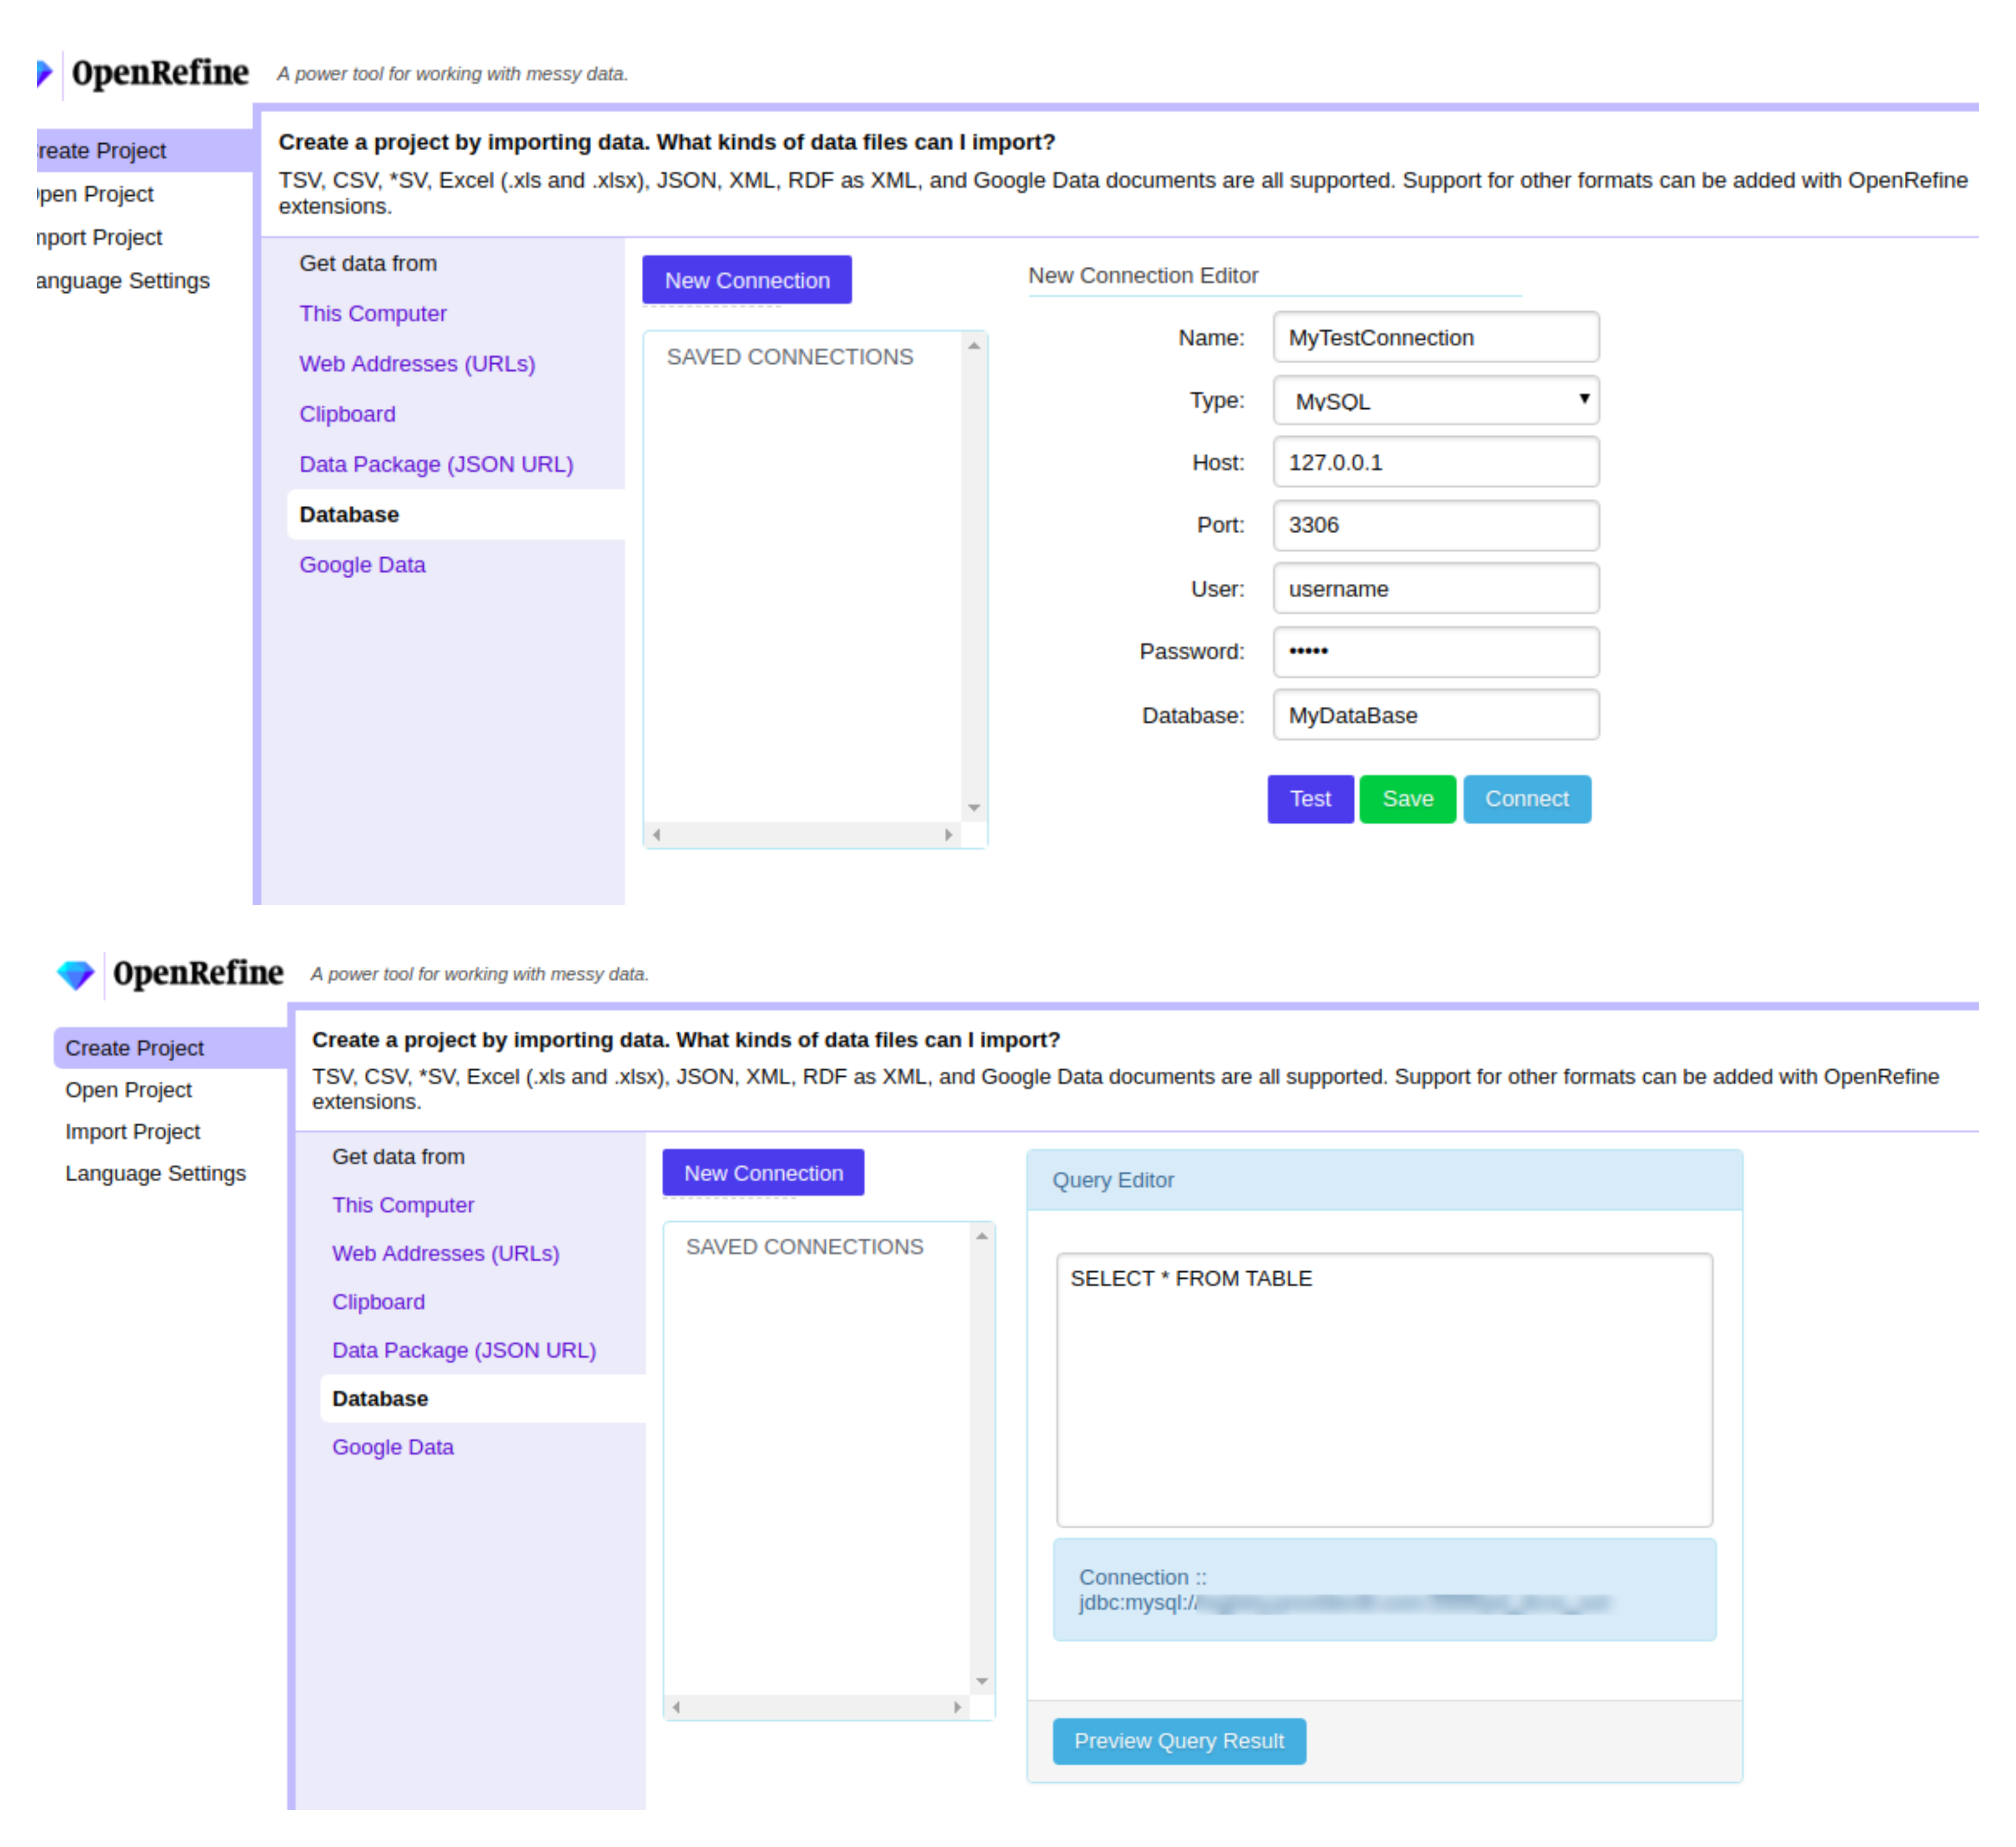 OpenRefine A power tool for working with messy data.
reate Project
pen Project
mport Project
anguage Settings
Create a project by importing data. What kinds of data files can I import?
TSV, CSV, *SV, Excel (.xls and .xlsx), JSON, XML, RDF as XML, and Google Data documents are all supported. Support for other formats can be added with OpenRefine
extensions.
Get data from
This Computer
Web Addresses (URLs)
Clipboard
Data Package (JSON URL)
Database
Google Data
New Connection
SAVED CONNECTIONS
New Connection Editor
Name: MyTestConnection
Type: MySQL
Host: 127.0.0.1
Port: 3306
User: username
Password: •••••
Database: MyDataBase
Test Save Connect
OpenRefine A power tool for working with messy data.
Create Project
Open Project
Import Project
Language Settings
Create a project by importing data. What kinds of data files can I import?
TSV, CSV, *SV, Excel (.xls and .xlsx), JSON, XML, RDF as XML, and Google Data documents are all supported. Support for other formats can be added with OpenRefine
extensions.
Get data from
This Computer
Web Addresses (URLs)
Clipboard
Data Package (JSON URL)
Database
Google Data
New Connection
SAVED CONNECTIONS
Query Editor
SELECT * FROM TABLE
Connection ::
jdbc:mysql://
Preview Query Result